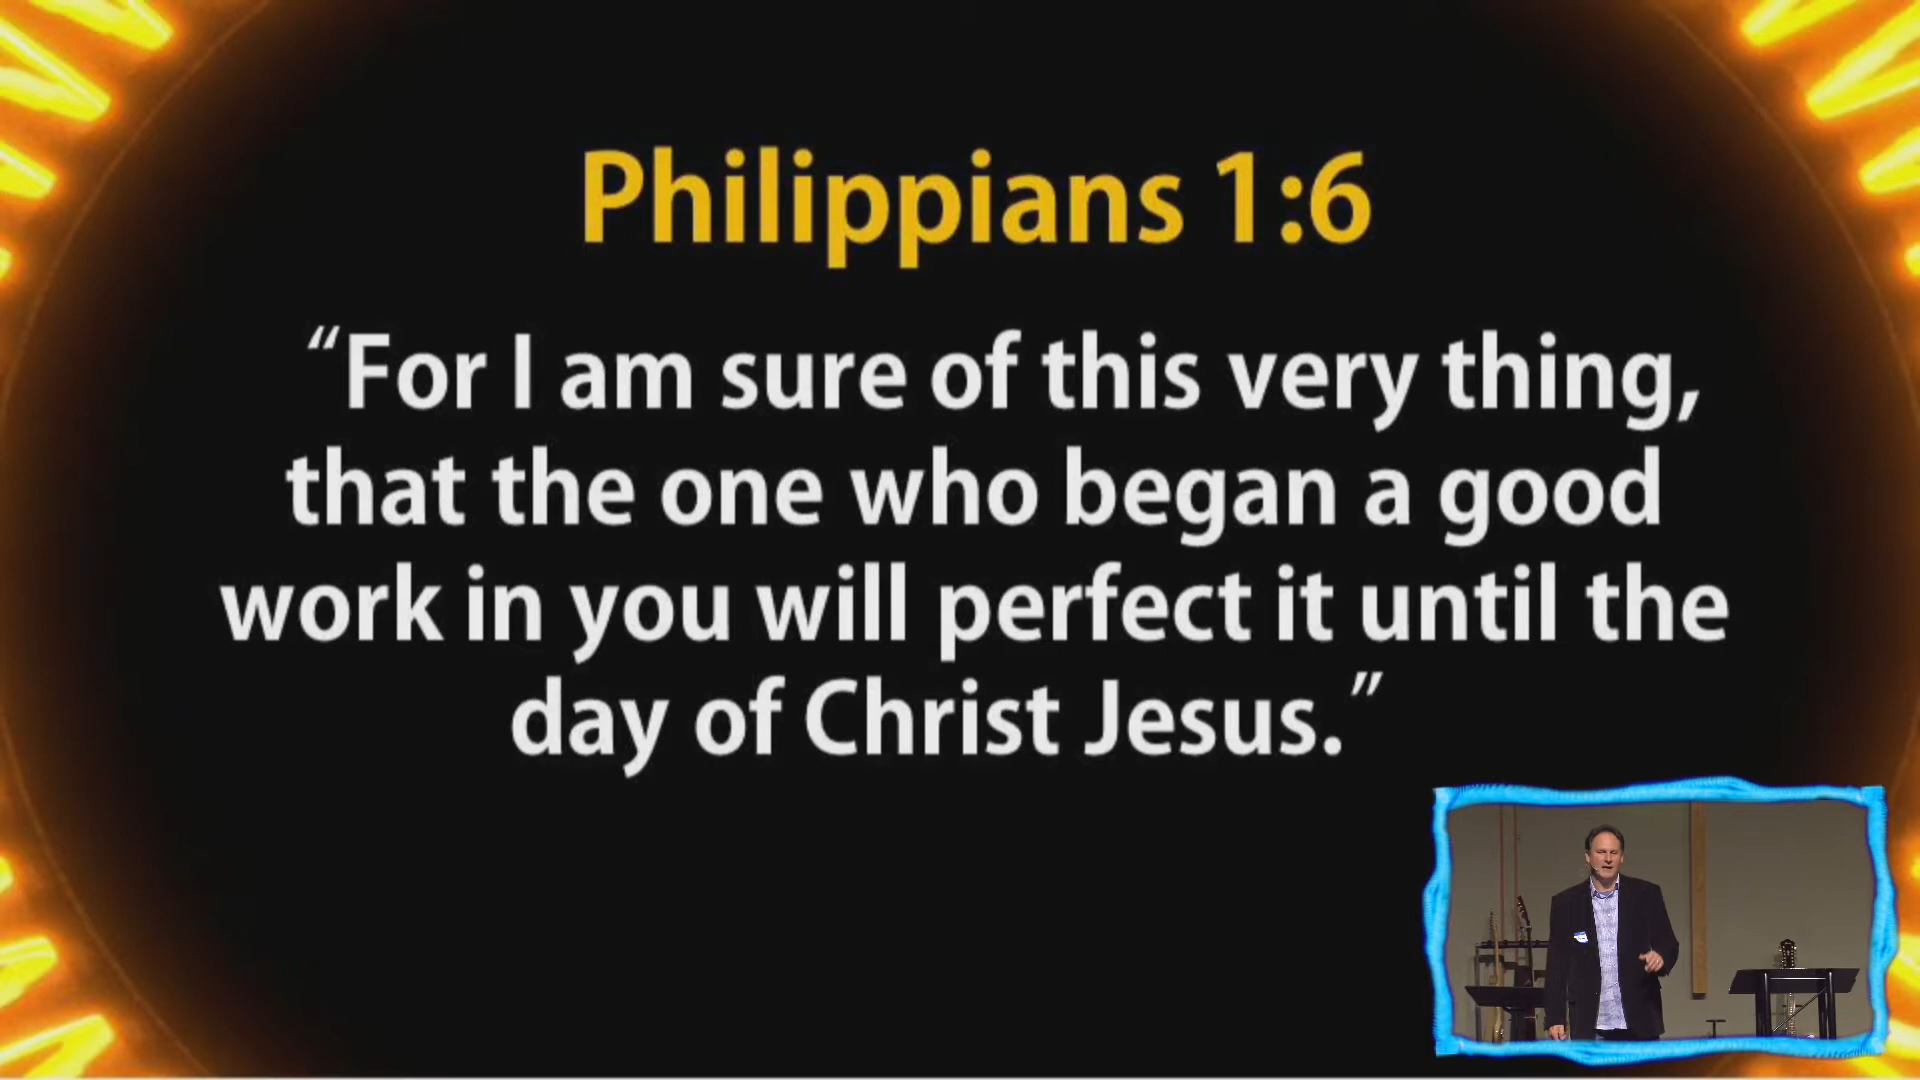 Philippians 1:6
“For I am sure of this very thing,
that the one who began a good
work in you will perfect it until the
day of Christ Jesus.”